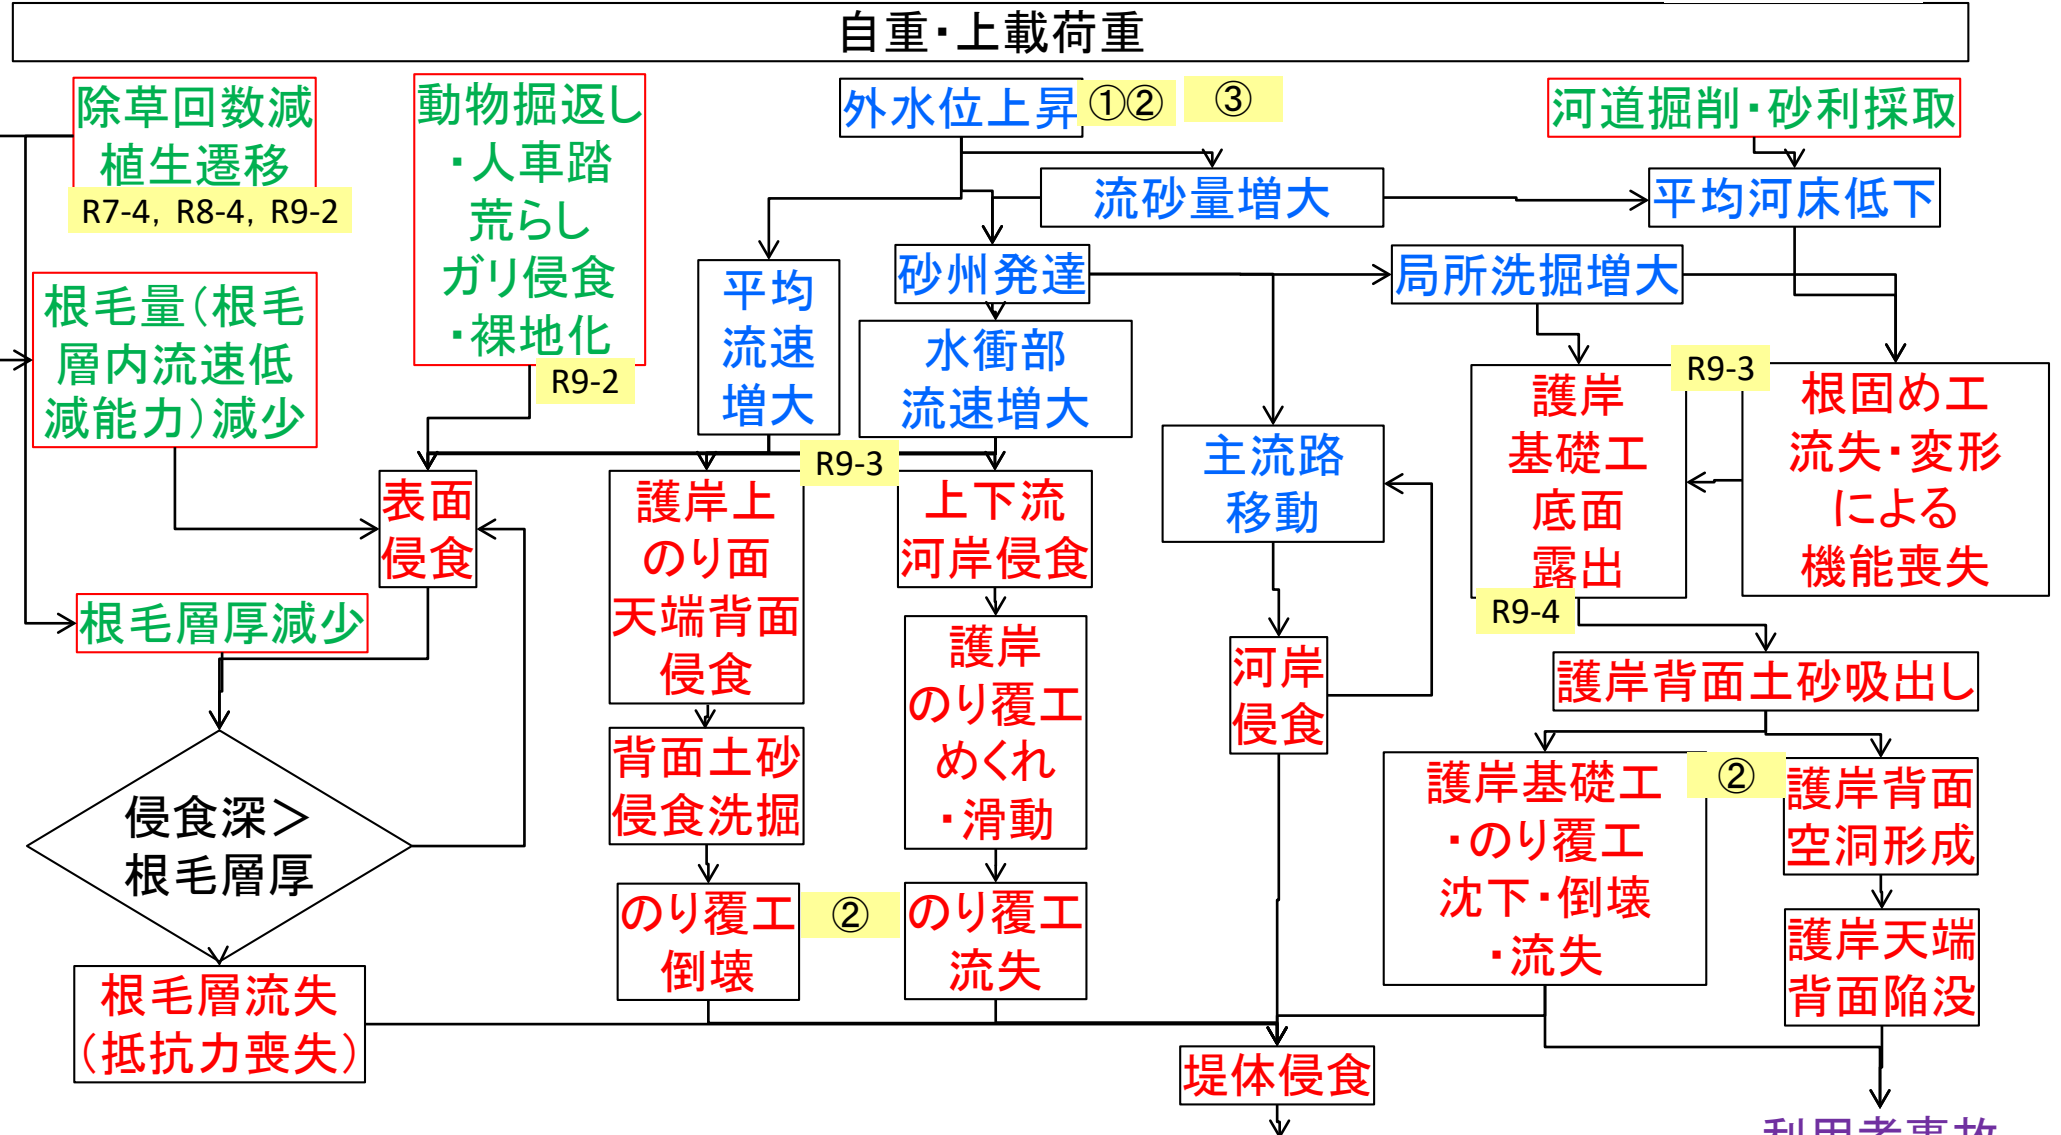 自重・上載荷重
除草回数減
植生遷移
R7-4, R8-4, R9-2
動物掘返し
・人車踏
荒らし
ガリ侵食
・裸地化
R9-2
外水位上昇
①②
③
河道掘削・砂利採取
流砂量増大
平均河床低下
根毛量(根毛
層内流速低
減能力)減少
平均
流速
増大
砂州発達
局所洗掘増大
水衝部
流速増大
R9-3
表面
侵食
護岸上
のり面
天端背面
侵食
R9-3
上下流
河岸侵食
主流路
移動
護岸
基礎工
底面
露出
根固め工
流失・変形
による
機能喪失
R9-4
根毛層厚減少
護岸
のり覆工
めくれ
・滑動
河岸
侵食
護岸背面土砂吸出し
侵食深＞
根毛層厚
背面土砂
侵食洗掘
護岸基礎工
・のり覆工
沈下・倒壊
・流失
②
護岸背面
空洞形成
のり覆工
倒壊
②
のり覆工
流失
護岸天端
背面陥没
根毛層流失
(抵抗力喪失)
堤体侵食
利用者事故